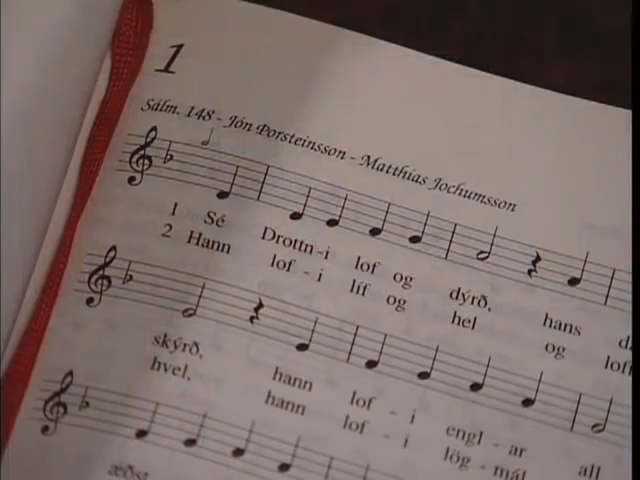 1
Sálm. 148 - Jón Þorsteinsson - Matthías Jochumsson
1 Sé Drottn - i lof og dýrð, hans
2 Hann lof - i líf og hel og
skýrð, hann lof - i engl - ar all
hvel, hann lof - i lög - mál
æðst